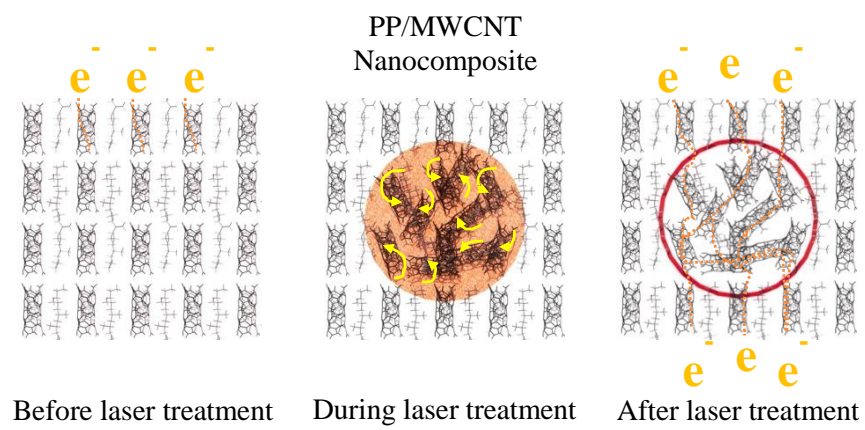 PP/MWCNT
Nanocomposite
e- e- e-
e- e e-
Before laser treatment
During laser treatment
After laser treatment
e- e- e-